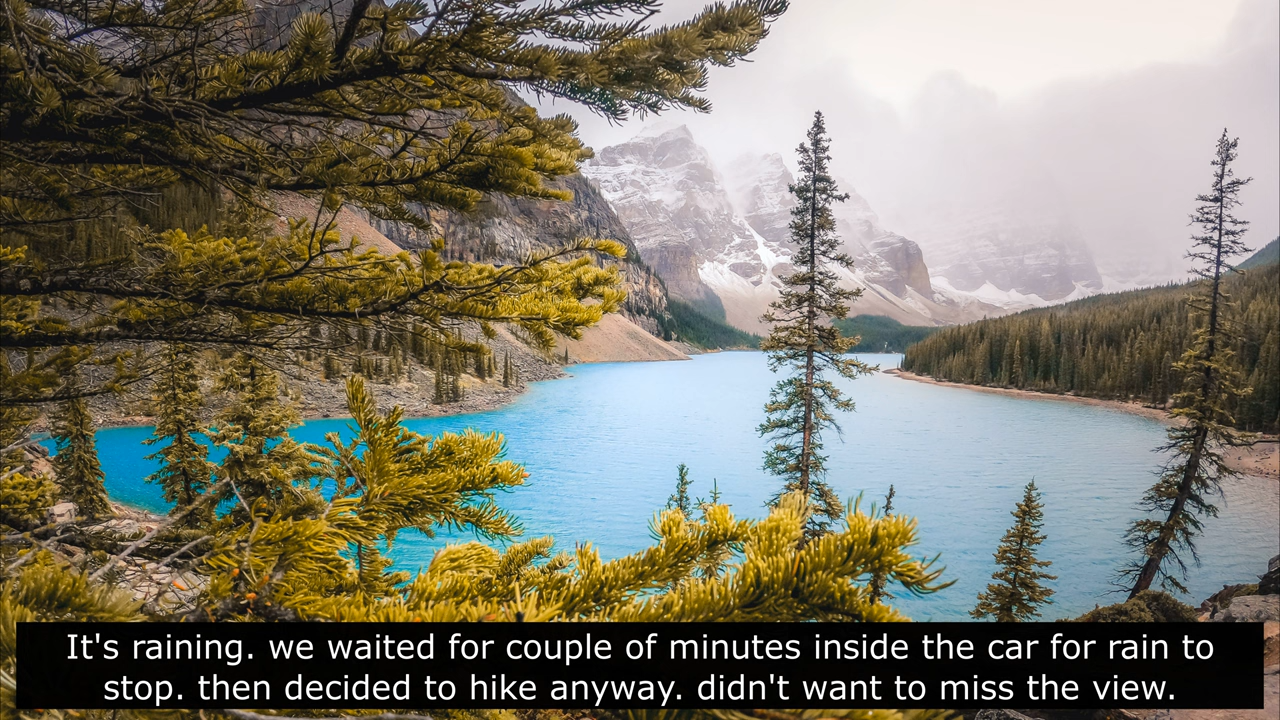 It's raining. we waited for couple of minutes inside the car for rain to
stop. then decided to hike anyway. didn't want to miss the view.